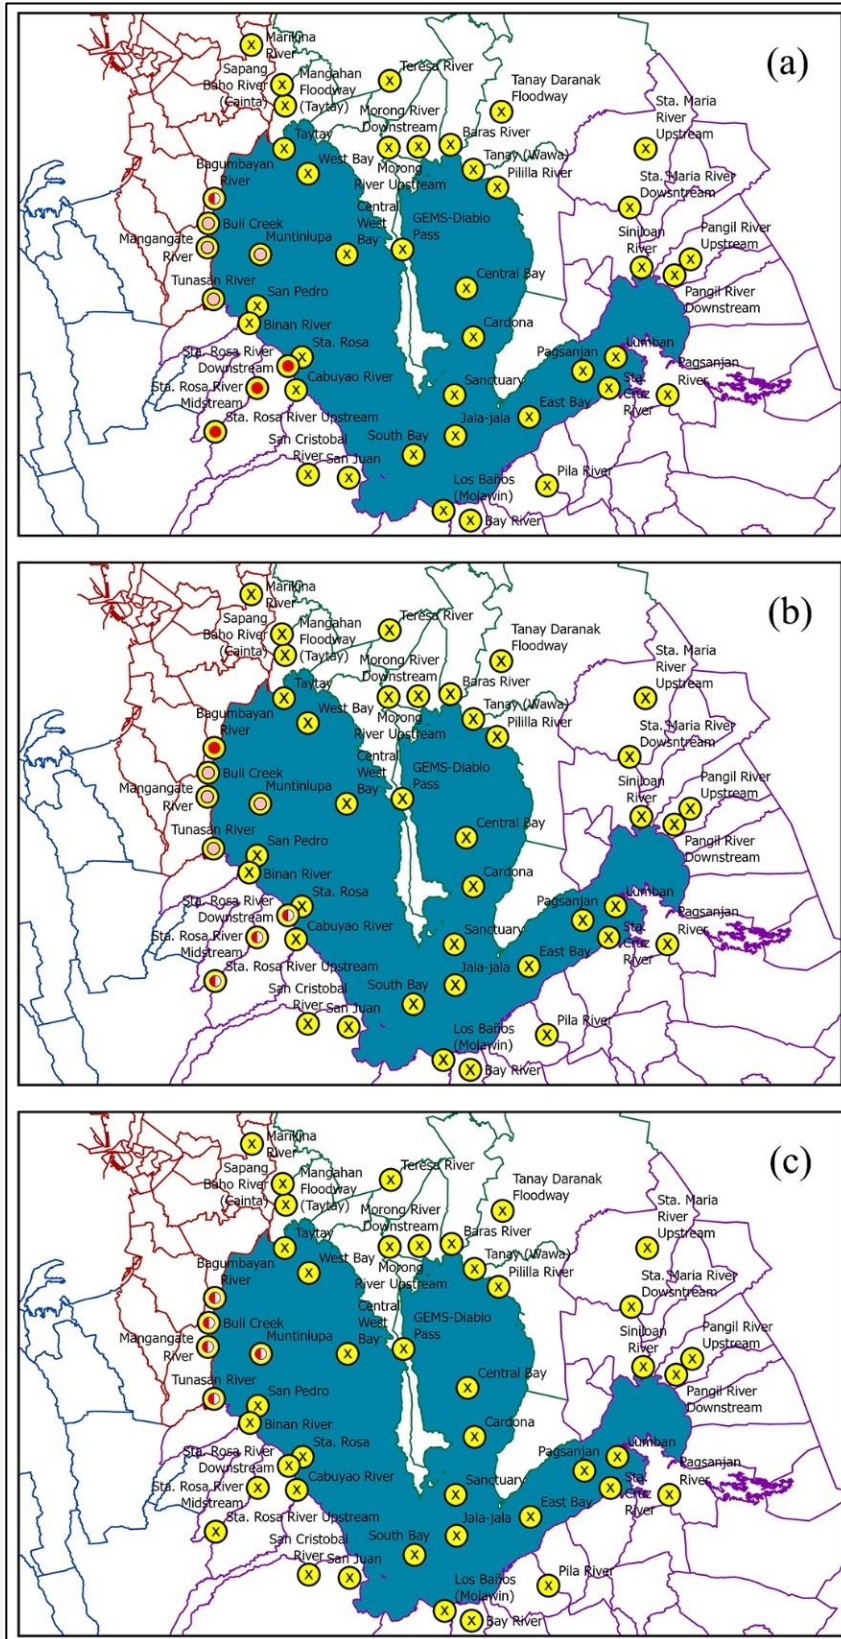 (a)
Marikina
River
Sapang
Baho River
(Cainta)
Mangahan
Floodway
(Taytay)
Teresa River
Tanay Daranak
Floodway
Morong River
Downstream
Baras River
Sta. Maria
River
Upstream
Taytay
West Bay
Morong
River Upstream
Tanay (Wawa)
Pililla River
Bagumbayan
River
Sta. Maria River
Dowsntream
Buli Creek
Mangangate
River
Muntinlupa
Central
West
Bay
GEMS-Diablo
Pass
Siniloan
River
Pangil River
Upstream
Pangil River
Downstream
Tunasan River
San Pedro
Binan River
Central Bay
Cardona
Sta. Rosa
Sta. Rosa River
Downstream
Sta. Rosa River
Midstream
Cabuyao River
Sta. Rosa River Upstream
Pagsanjan
Lumban
Sta.
Cruz
River
Pagsanjan
River
Sanctuary
Jala-jala
East Bay
San Cristobal
River
San Juan
South Bay
Los Baños
(Molawin)
Bay River
Pila River
(b)
Marikina
River
Sapang
Baho River
(Cainta)
Mangahan
Floodway
(Taytay)
Teresa River
Tanay Daranak
Floodway
Morong River
Downstream
Baras River
Sta. Maria
River
Upstream
Taytay
West Bay
Morong
River Upstream
Tanay (Wawa)
Pililla River
Bagumbayan
River
Sta. Maria River
Dowsntream
Buli Creek
Mangangate
River
Muntinlupa
Central
West
Bay
GEMS-Diablo
Pass
Siniloan
River
Pangil River
Upstream
Pangil River
Downstream
Tunasan River
San Pedro
Binan River
Central Bay
Cardona
Sta. Rosa
Sta. Rosa River
Downstream
Sta. Rosa River
Midstream
Cabuyao River
Sta. Rosa River Upstream
Pagsanjan
Lumban
Sta.
Cruz
River
Pagsanjan
River
Sanctuary
Jala-jala
East Bay
San Cristobal
River
San Juan
South Bay
Los Baños
(Molawin)
Bay River
Pila River
(c)
Marikina
River
Sapang
Baho River
(Cainta)
Mangahan
Floodway
(Taytay)
Teresa River
Tanay Daranak
Floodway
Morong River
Downstream
Baras River
Sta. Maria
River
Upstream
Taytay
West Bay
Morong
River Upstream
Tanay (Wawa)
Pililla River
Bagumbayan
River
Sta. Maria River
Dowsntream
Buli Creek
Mangangate
River
Muntinlupa
Central
West
Bay
GEMS-Diablo
Pass
Siniloan
River
Pangil River
Upstream
Pangil River
Downstream
Tunasan River
San Pedro
Binan River
Central Bay
Cardona
Sta. Rosa
Sta. Rosa River
Downstream
Sta. Rosa River
Midstream
Cabuyao River
Sta. Rosa River Upstream
Pagsanjan
Lumban
Sta.
Cruz
River
Pagsanjan
River
Sanctuary
Jala-jala
East Bay
San Cristobal
River
San Juan
South Bay
Los Baños
(Molawin)
Bay River
Pila River